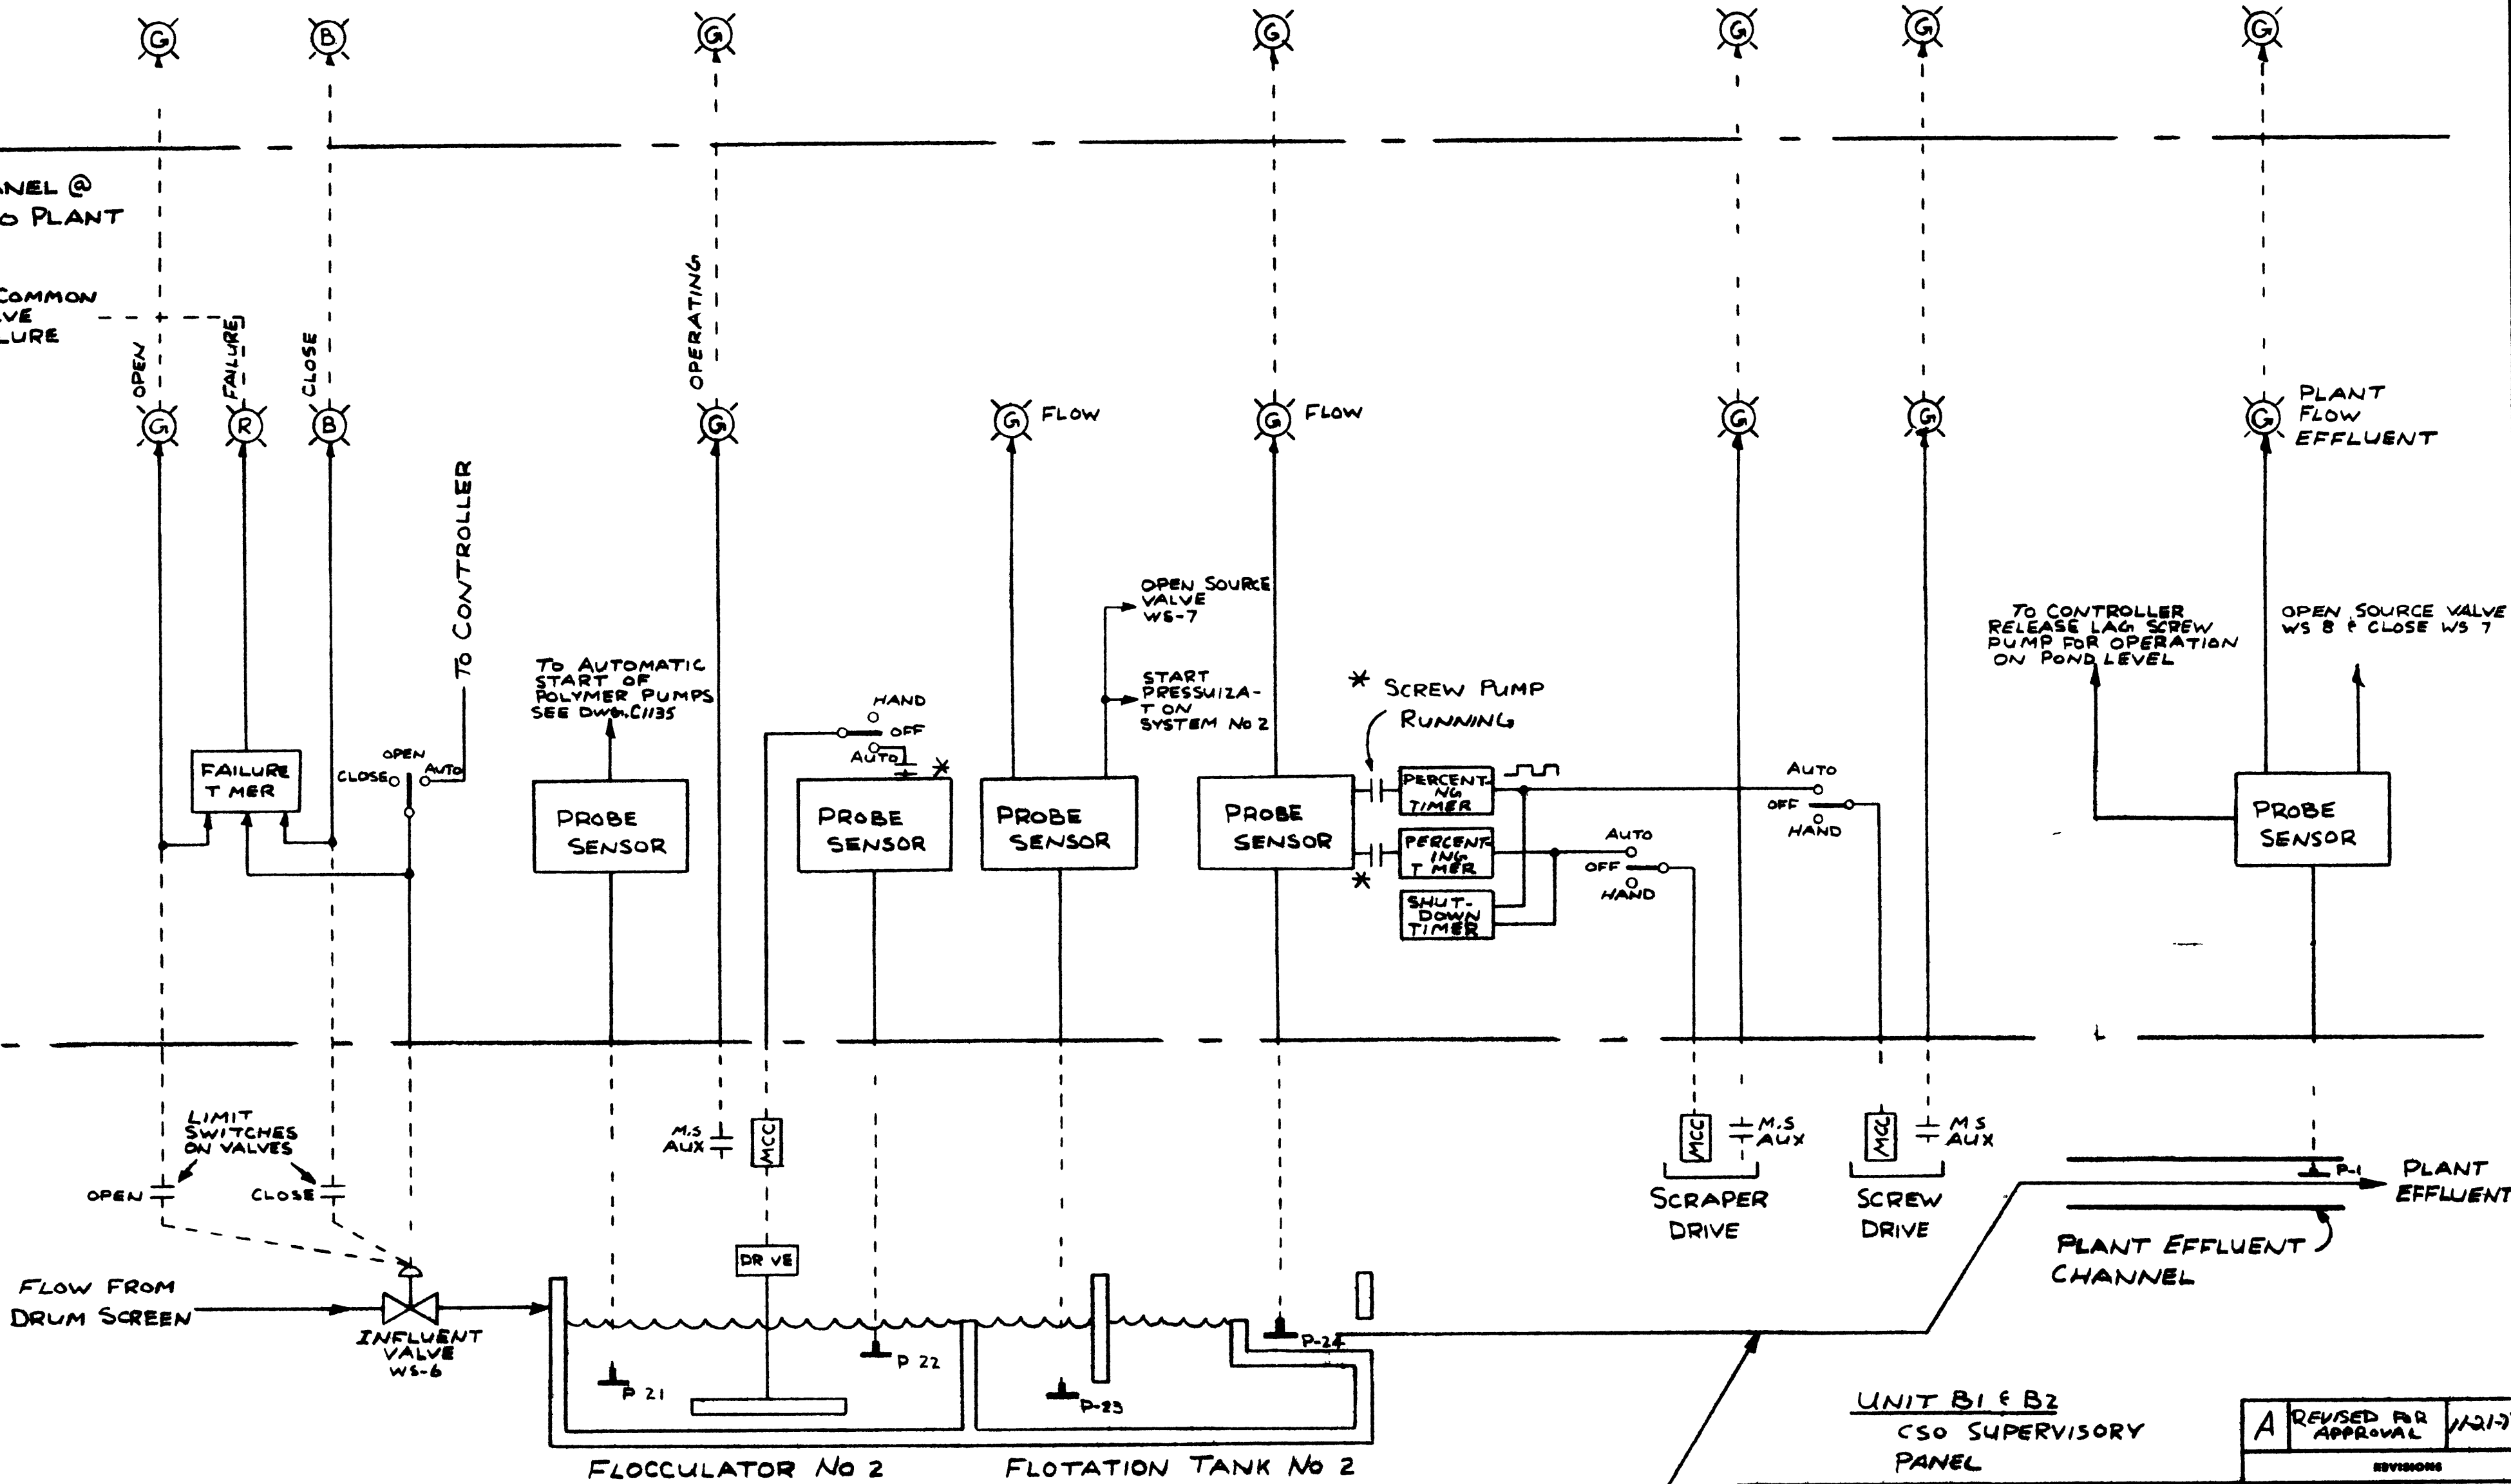 G
B
G
G
G
G
G
ANEL @
O PLANT
COMMON
VE
LURE
OPEN
FAILURE
CLOSE
OPERATING
G
R
B
G
G FLOW
G FLOW
G
G
G
PLANT
FLOW
EFFLUENT
TO CONTROLLER
FAILURE
T MER
OPEN
CLOSE
AUTO
TO AUTOMATIC
START OF
POLYMER PUMPS
SEE DWG. C1135
PROBE
SENSOR
HAND
OFF
AUTO
*
PROBE
SENSOR
OPEN SOURCE
VALVE
WS-7
START
PRESSUIZA-
T ON
SYSTEM No 2
PROBE
SENSOR
* SCREW PUMP
RUNNING
PROBE
SENSOR
*
PERCENT-
NG
TIMER
PERCENT-
ING
T MER
SHUT-
DOWN
TIMER
AUTO
OFF
HAND
AUTO
OFF
HAND
TO CONTROLLER
RELEASE LAG SCREW
PUMP FOR OPERATION
ON POND LEVEL
OPEN SOURCE VALVE
WS 8 & CLOSE WS 7
PROBE
SENSOR
LIMIT
SWITCHES
ON VALVES
OPEN
CLOSE
M.S
AUX
MCC
DR VE
MCC
M.S
AUX
SCRAPER
DRIVE
MCC
M S
AUX
SCREW
DRIVE
P-1
PLANT
EFFLUENT
PLANT EFFLUENT
CHANNEL
FLOW FROM
DRUM SCREEN
INFLUENT
VALVE
WS-6
P 21
P 22
P-23
P-24
FLOCCULATOR No 2
FLOTATION TANK No 2
UNIT B1 & B2
CSO SUPERVISORY
PANEL
A
REVISED FOR
APPROVAL
REVISIONS